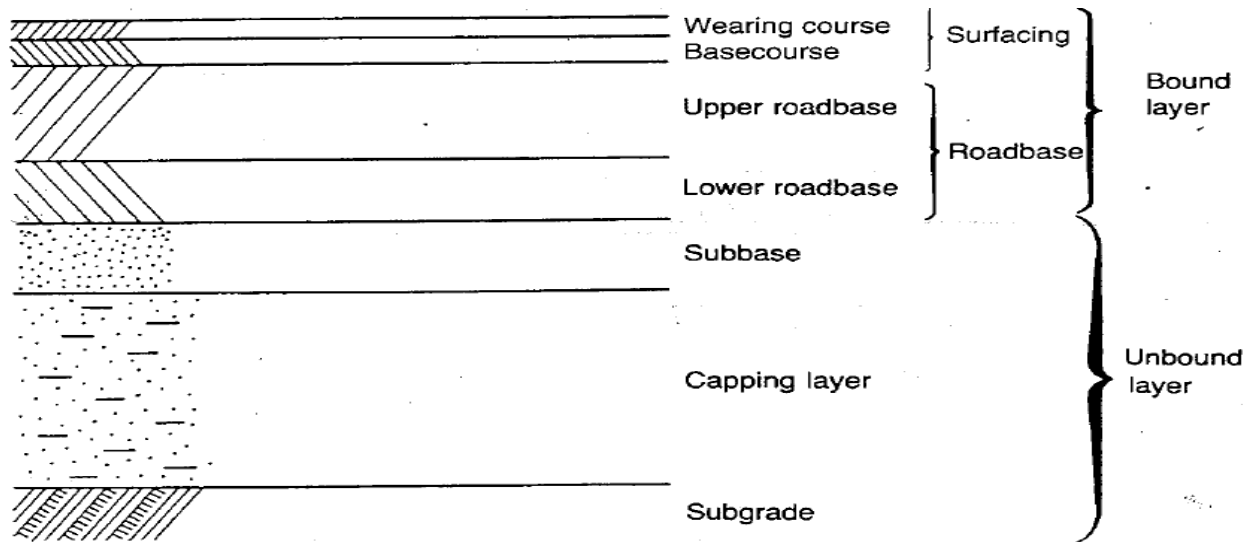 Wearing course
Basecourse
Surfacing
Upper roadbase
Roadbase
Lower roadbase
Bound
layer
Subbase
Capping layer
Subgrade
Unbound
layer